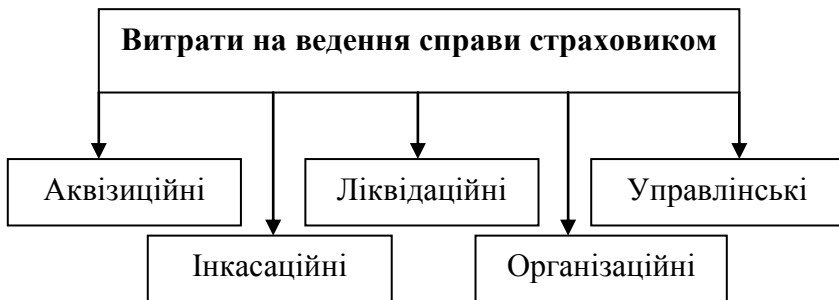 Витрати на ведення справи страховиком
Аквізиційні
Ліквідаційні
Управлінські
Інкасаційні
Організаційні